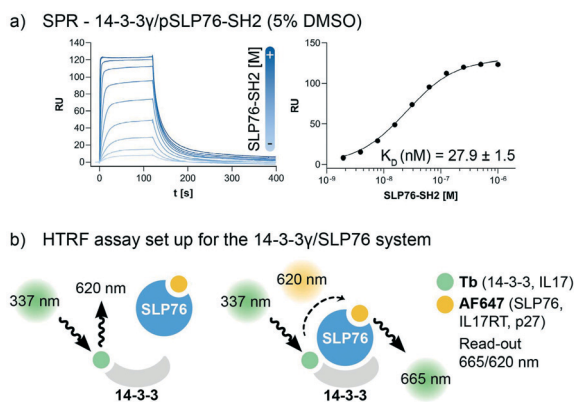 a) SPR - 14-3-3γ/pSLP76-SH2 (5% DMSO)
RU
140
120
100
80
60
40
20
0
0
100
200
300
400
t [s]
SLP76-SH2 [M]
+
-
RU
150
100
50
0
10-9
10-8
10-7
10-6
SLP76-SH2 [M]
KD (nM) = 27.9 ± 1.5
b) HTRF assay set up for the 14-3-3γ/SLP76 system
337 nm
620 nm
SLP76
14-3-3
337 nm
620 nm
SLP76
14-3-3
665 nm
Tb (14-3-3, IL17)
AF647 (SLP76,
IL17RT, p27)
Read-out
665/620 nm